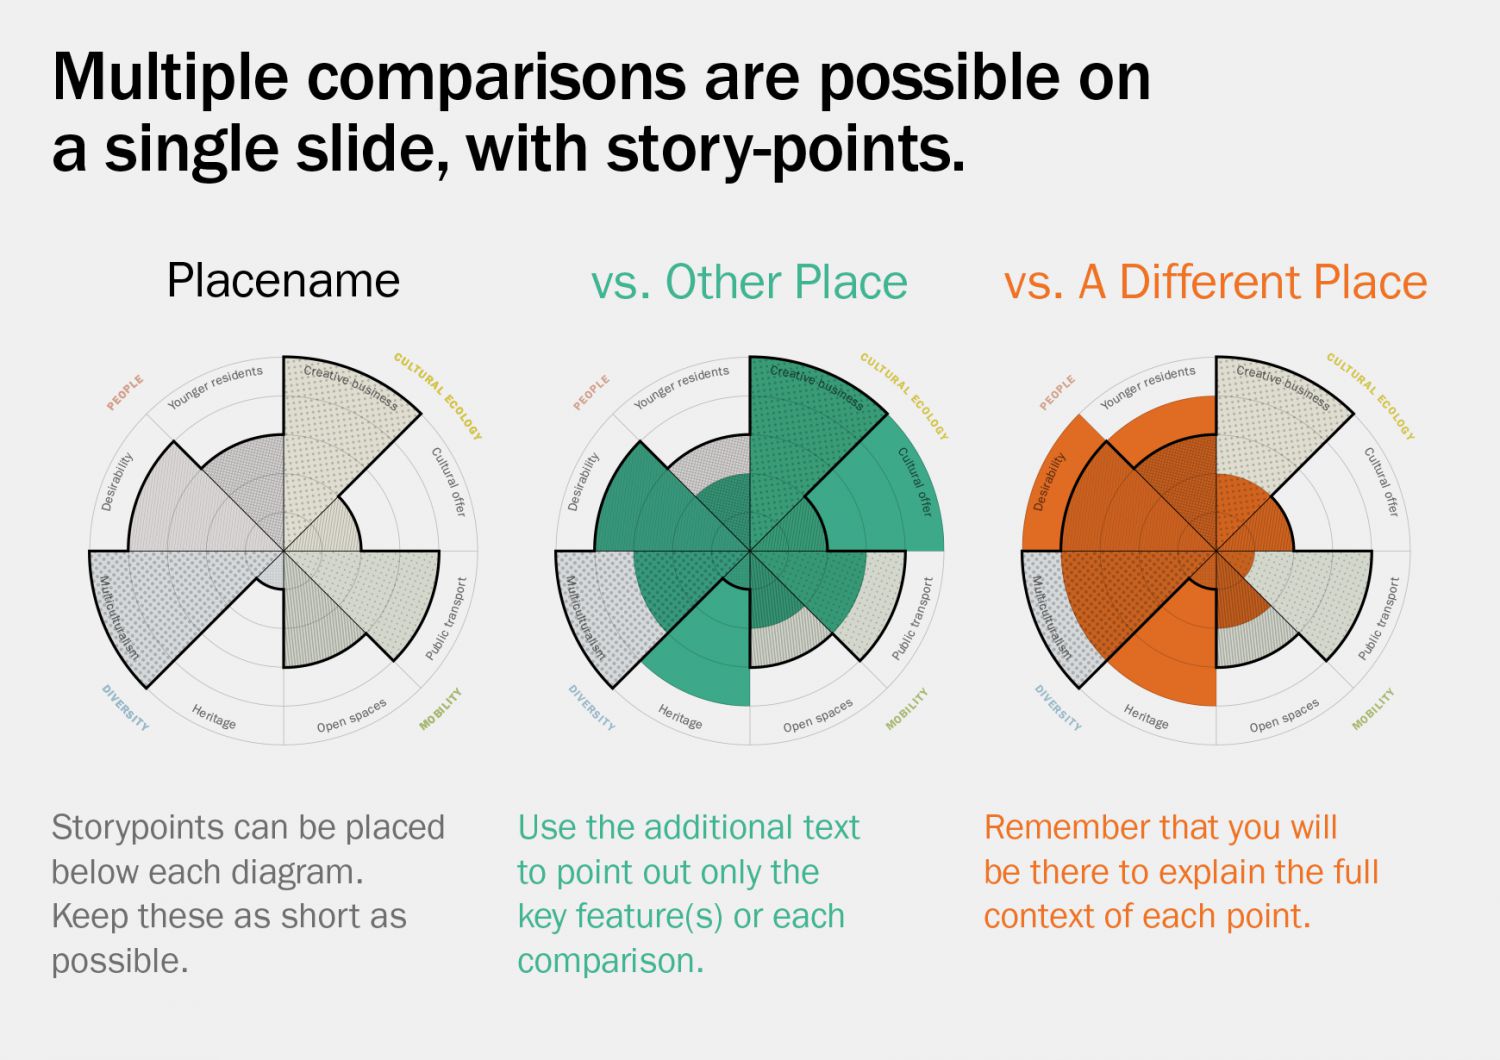 Multiple comparisons are possible on
a single slide, with story-points.
Placename
PEOPLE
CULTURAL ECOLOGY
Younger residents
Creative business
Desirability
Cultural offer
Multiculturalism
Public transport
Heritage
Open spaces
DIVERSITY
MOBILITY
Storypoints can be placed
below each diagram.
Keep these as short as
possible.
vs. Other Place
PEOPLE
CULTURAL ECOLOGY
Younger residents
Creative business
Desirability
Cultural offer
Multiculturalism
Public transport
Heritage
Open spaces
DIVERSITY
MOBILITY
Use the additional text
to point out only the
key feature(s) or each
comparison.
vs. A Different Place
PEOPLE
CULTURAL ECOLOGY
Younger residents
Creative business
Desirability
Cultural offer
Multiculturalism
Public transport
Heritage
Open spaces
DIVERSITY
MOBILITY
Remember that you will
be there to explain the full
context of each point.